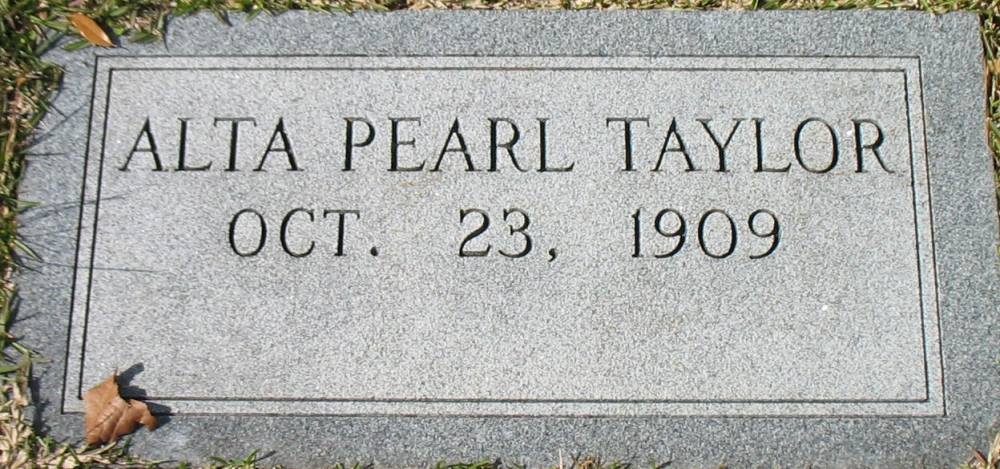 ALTA PEARL TAYLOR
OCT. 23, 1909